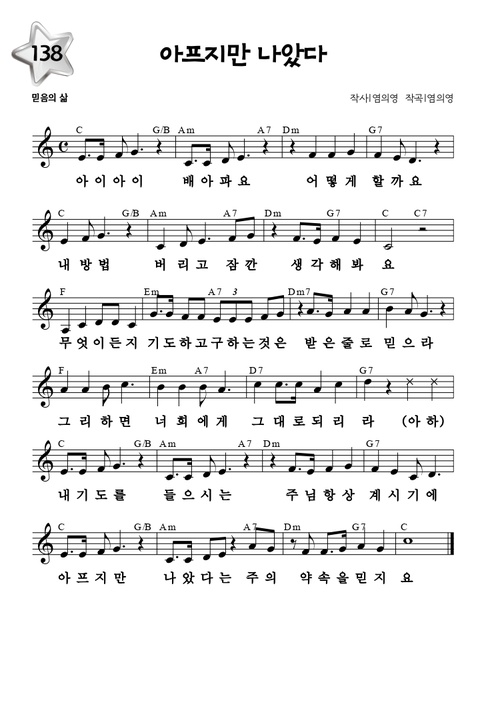 138
아프지만 나았다
믿음의 삶
작사|염의영 작곡|염의영
C G/B Am A7 Dm G7
아이아이 배아파요 어떻게 할까요
C G/B Am A7 Dm G7 C C7
내 방법 버리고 잠깐 생각해봐 요
F Em A7 3 Dm7 G7
무엇이든지 기도하고구하는것은 받은줄로 믿으라
F Em A7 D7 G7
그리하면 너희에게 그대로되리 라 (아하)
C G/B Am A7 Dm G7
내기도를 들으시는 주님항상 계시기에
C G/B Am A7 Dm G7 C
아프지만 나았다는 주의 약속을믿지 요